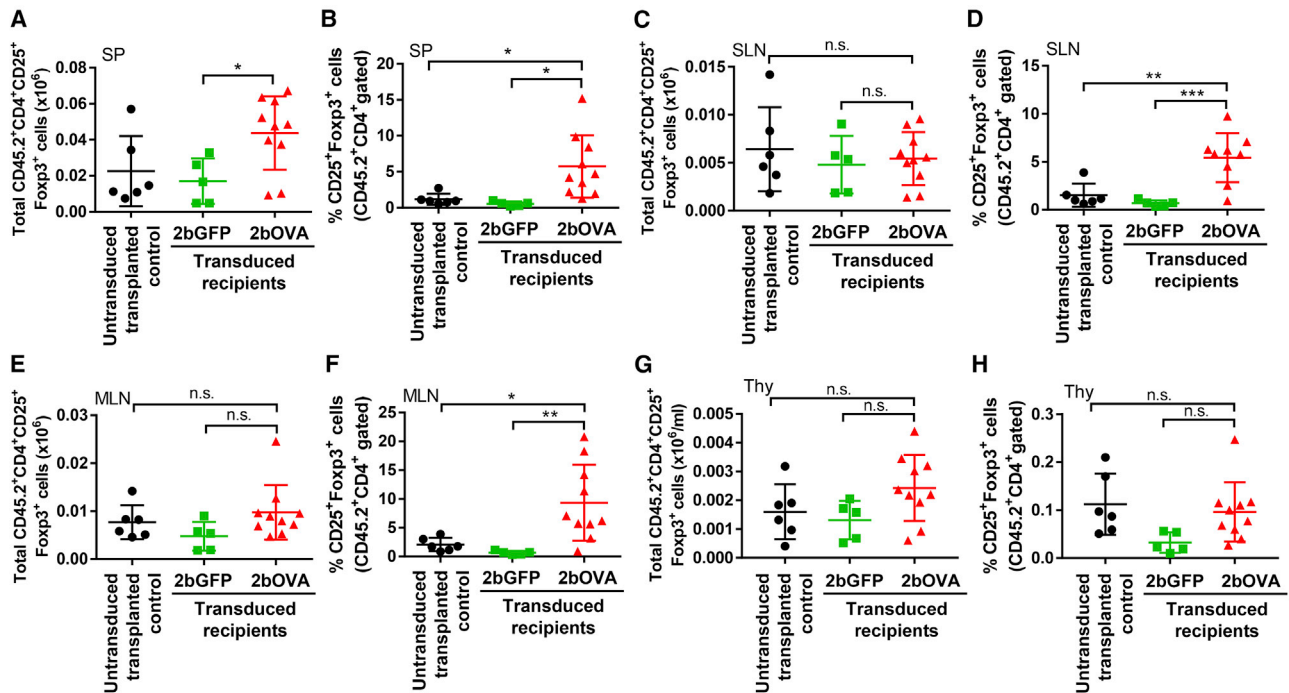 A
SP
Total CD45.2⁺CD4⁺CD25⁺
Foxp3⁺ cells (x10⁶)
0.08
0.06
0.04
0.02
0.00
*
Untransduced
transplanted
control
2bGFP
2bOVA
Transduced
recipients
B
SP
% CD25⁺Foxp3⁺ cells
(CD45.2⁺CD4⁺gated)
20
15
10
5
0
*
*
Untransduced
transplanted
control
2bGFP
2bOVA
Transduced
recipients
C
SLN
Total CD45.2⁺CD4⁺CD25⁺
Foxp3⁺ cells (x10⁶)
0.015
0.010
0.005
0.000
n.s.
n.s.
Untransduced
transplanted
control
2bGFP
2bOVA
Transduced
recipients
D
SLN
% CD25⁺Foxp3⁺ cells
(CD45.2⁺CD4⁺ gated)
15
10
5
0
**
***
Untransduced
transplanted
control
2bGFP
2bOVA
Transduced
recipients
E
MLN
Total CD45.2⁺CD4⁺CD25⁺
Foxp3⁺ cells (x10⁶)
0.03
0.02
0.01
0.00
n.s.
n.s.
Untransduced
transplanted
control
2bGFP
2bOVA
Transduced
recipients
F
MLN
% CD25⁺Foxp3⁺ cells
(CD45.2⁺CD4⁺ gated)
25
20
15
10
5
0
*
**
Untransduced
transplanted
control
2bGFP
2bOVA
Transduced
recipients
G
Thy
Total CD45.2⁺CD4⁺CD25⁺
Foxp3⁺ cells (x10⁶/ml)
0.005
0.004
0.003
0.002
0.001
0.000
n.s.
n.s.
Untransduced
transplanted
control
2bGFP
2bOVA
Transduced
recipients
H
Thy
% CD25⁺Foxp3⁺ cells
(CD45.2⁺CD4⁺ gated)
0.3
0.2
0.1
0.0
n.s.
n.s.
Untransduced
transplanted
control
2bGFP
2bOVA
Transduced
recipients